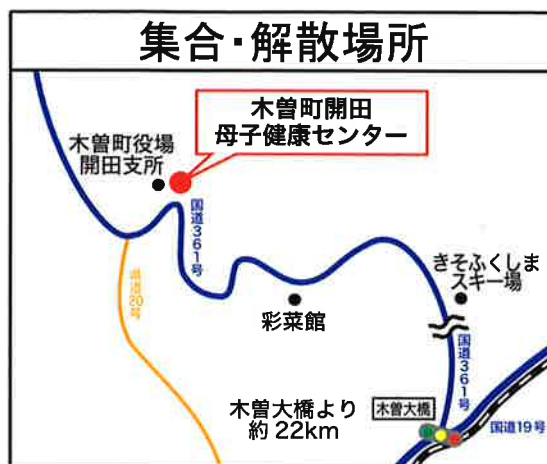 集合・解散場所
木曽町開田
母子健康センター
木曽町役場
開田支所
国道361号
県道20号
彩菜館
きそふくしま
スキー場
国道361号
木曽大橋より
約22km
木曽大橋
国道19号